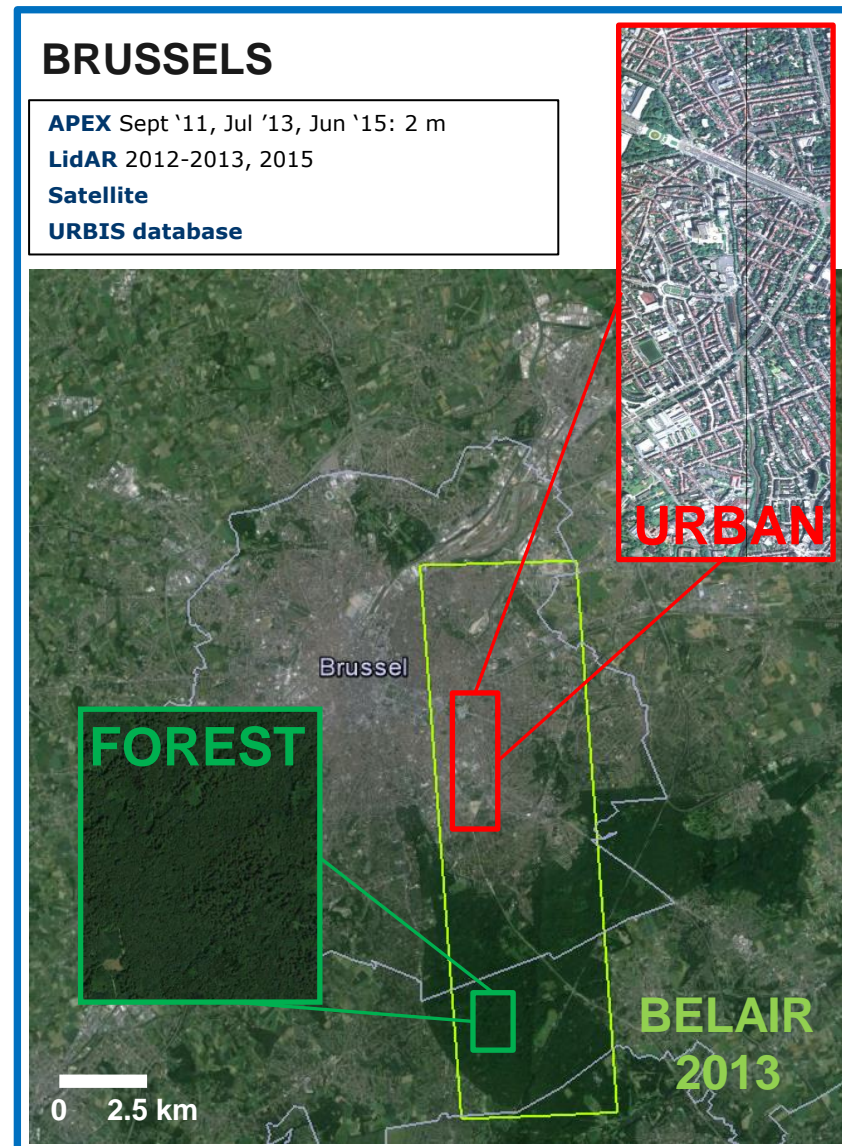 BRUSSELS
APEX Sept ‘11, Jul ’13, Jun ‘15: 2 m
LidAR 2012-2013, 2015
Satellite
URBIS database
URBAN
Brussel
FOREST
BELAIR
2013
0 2.5 km